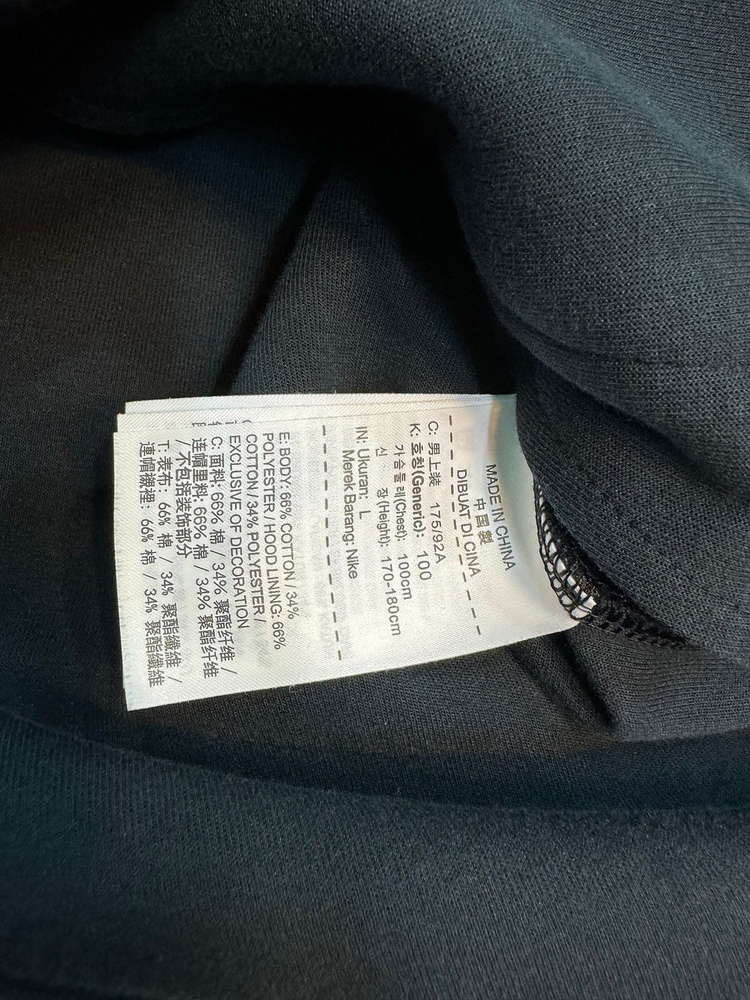 MADE IN CHINA
中国製
DIBUAT DI CINA
C: 男上装 175/92A
K: 호칭(Generic): 100
가슴둘레(Chest): 100cm
신 장(Height): 170-180cm
IN: Ukuran: L
Merek Barang: Nike
E: BODY: 66% COTTON / 34%
POLYESTER / HOOD LINING: 66%
COTTON / 34% POLYESTER /
EXCLUSIVE OF DECORATION
C: 面料: 66% 棉 / 34% 聚酯纤维 /
连帽里料: 66% 棉 / 34% 聚酯纤维
/ 不包括装饰部分
T: 表布: 66% 棉 / 34% 聚酯纖維 /
連帽襯裡: 66% 棉 / 34% 聚酯纖維